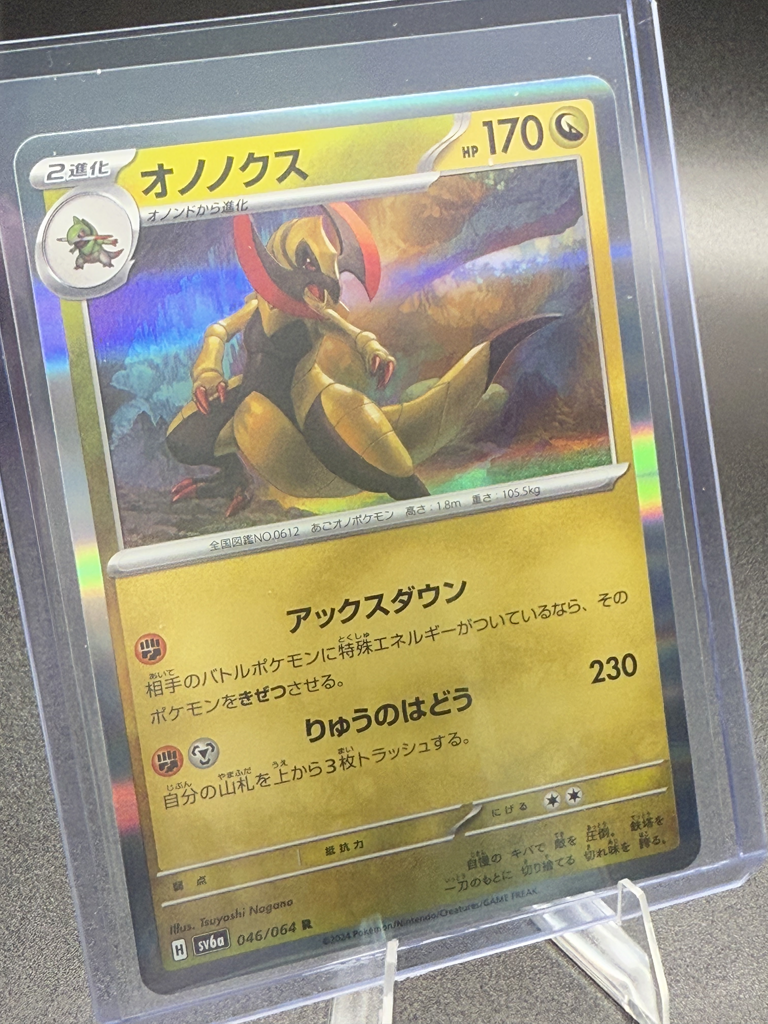 2進化
オノノクス
HP 170
オノンドから進化
全国図鑑NO.0612 あごオノポケモン 高さ:1.8m 重さ:105.5kg
アックスダウン
相手のバトルポケモンに特殊エネルギーがついているなら、その
ポケモンをきぜつさせる。
りゅうのはどう 230
自分の山札を上から3枚トラッシュする。
弱点 抵抗力 にげる
自慢の キバで 敵を 圧倒。 鉄塔を
一刀のもとに 切り捨てる 切れ味を 誇る。
Illus. Tsuyoshi Nagano
H sv6a 046/064 R
©2024 Pokémon/Nintendo/Creatures/GAME FREAK